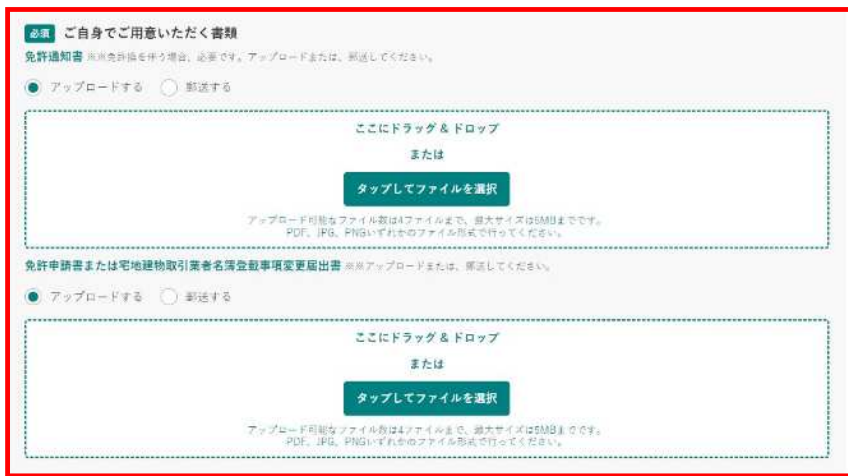 必須 ご自身でご用意いただく書類
免許通知書 ※※免許換を伴う場合、必要です。アップロードまたは、郵送してください。
アップロードする 郵送する
ここにドラッグ & ドロップ
または
タップしてファイルを選択
アップロード可能なファイル数は4ファイルまで、最大サイズは5MBまでです。
PDF、JPG、PNGいずれかのファイル形式で行ってください。
免許申請書または宅地建物取引業者名簿登載事項変更届出書 ※※アップロードまたは、郵送してください。
アップロードする 郵送する
ここにドラッグ & ドロップ
または
タップしてファイルを選択
アップロード可能なファイル数は4ファイルまで、最大サイズは5MBまでです。
PDF、JPG、PNGいずれかのファイル形式で行ってください。